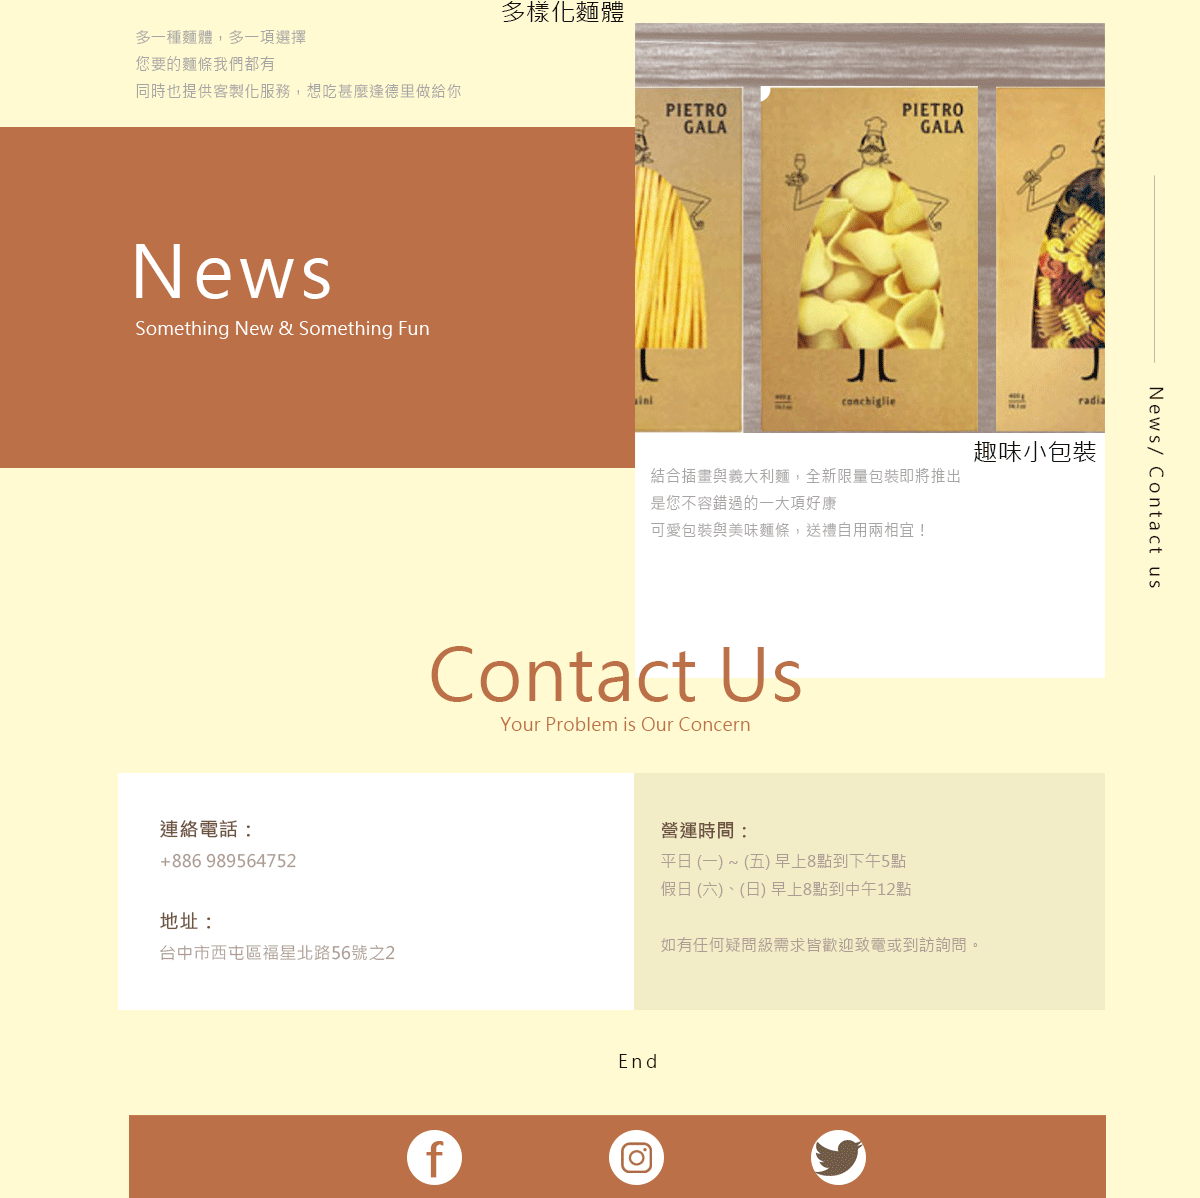 多樣化麵體
多一種麵體，多一項選擇
您要的麵條我們都有
同時也提供客製化服務，想吃甚麼逢德里做給你
News
Something New & Something Fun
PIETRO
GALA
PIETRO
GALA
conchiglie
趣味小包裝
結合插畫與義大利麵，全新限量包裝即將推出
是您不容錯過的一大項好康
可愛包裝與美味麵條，送禮自用兩相宜！
News/ Contact us
Contact Us
Your Problem is Our Concern
連絡電話：
+886 989564752
地址：
台中市西屯區福星北路56號之2
營運時間：
平日 (一) ~ (五) 早上8點到下午5點
假日 (六)、(日) 早上8點到中午12點
如有任何疑問級需求皆歡迎致電或到訪詢問。
End